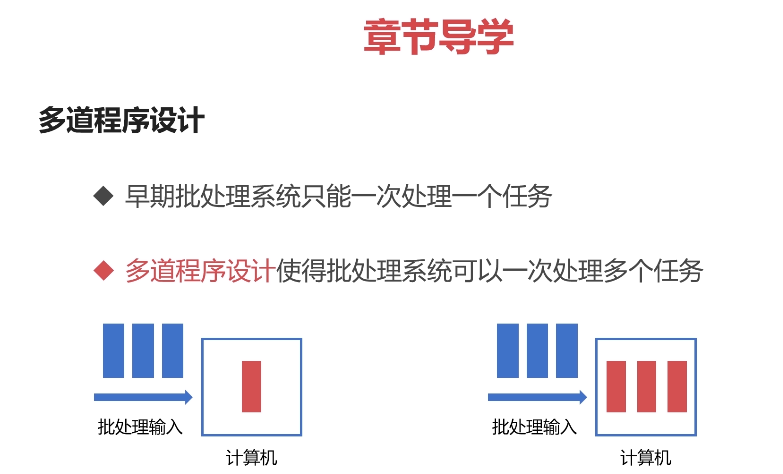 章节导学
多道程序设计
早期批处理系统只能一次处理一个任务
多道程序设计使得批处理系统可以一次处理多个任务
批处理输入
计算机
批处理输入
计算机